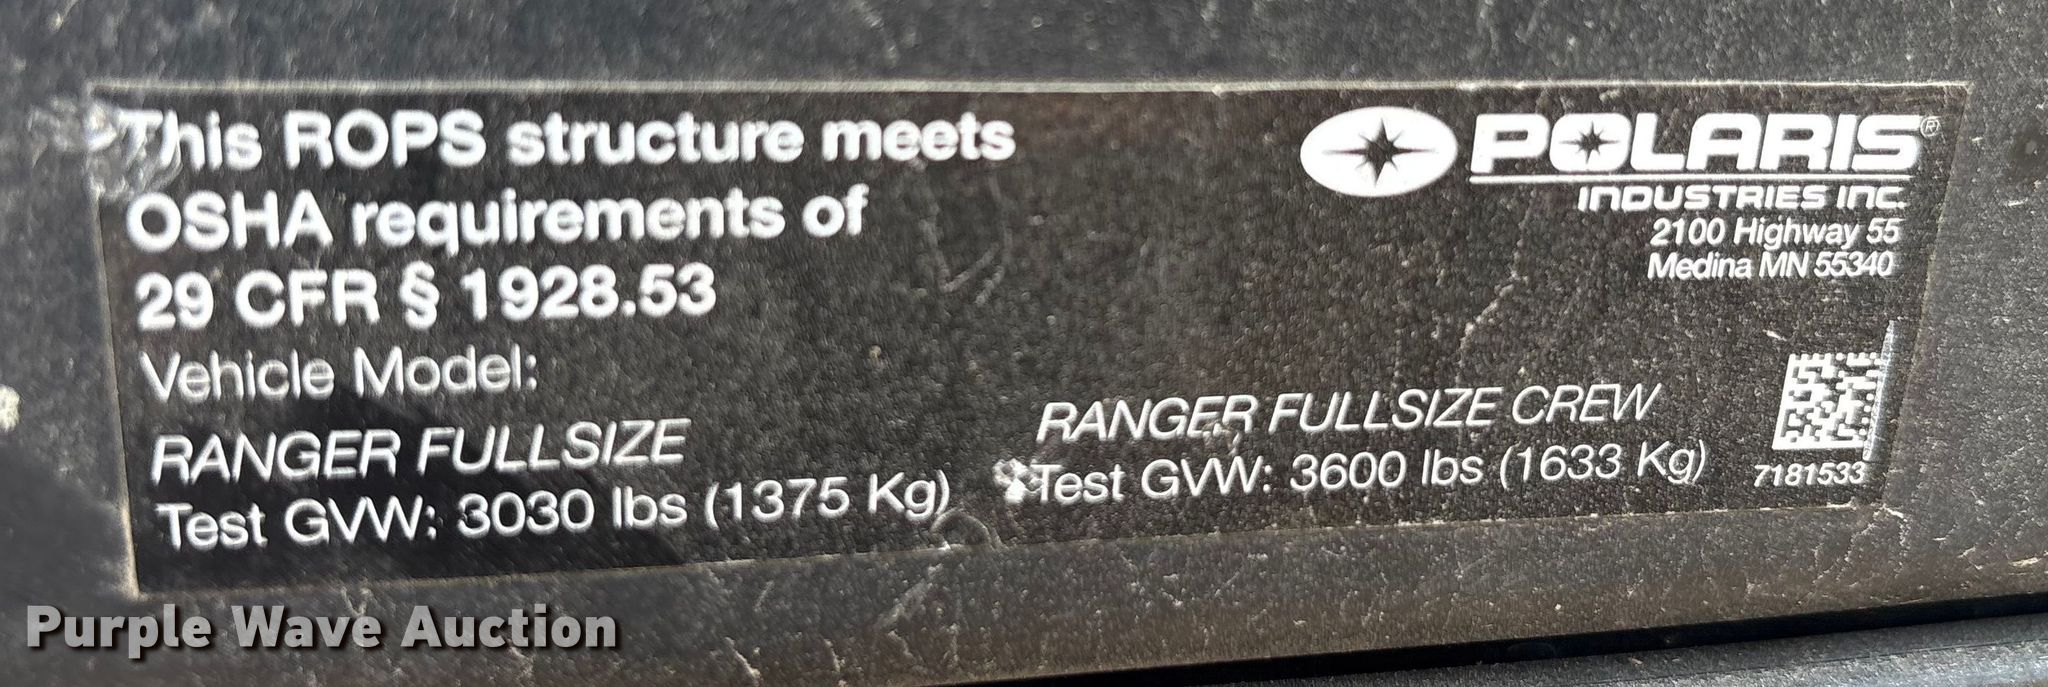 This ROPS structure meets
OSHA requirements of
29 CFR § 1928.53
Vehicle Model:
RANGER FULLSIZE
Test GVW: 3030 lbs (1375 Kg)
RANGER FULLSIZE CREW
Test GVW: 3600 lbs (1633 Kg)
POLARIS®
INDUSTRIES INC.
2100 Highway 55
Medina MN 55340
7181533
Purple Wave Auction